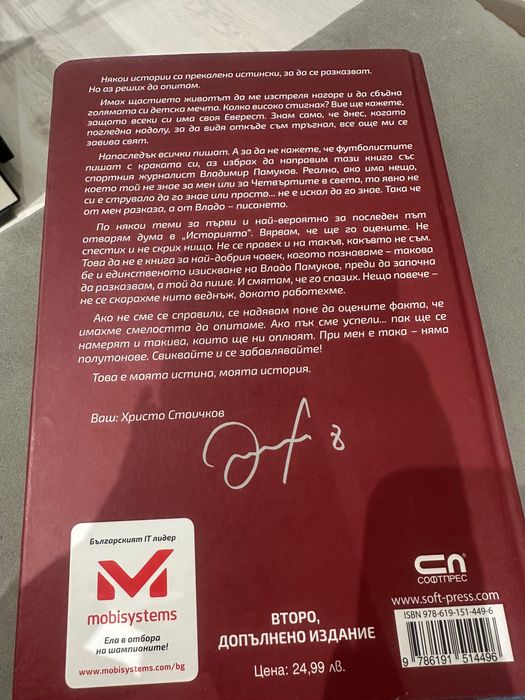 Някои истории са прекалено истински, за да се разказват.
Но аз реших да опитам.
Имах щастието животът да ме изстреля нагоре и да сбъдна
голямата си детска мечта. Колко високо стигнах? Вие ще кажете,
защото всеки си има своя Еверест. Знам само, че днес, когато
погледна надолу, за да видя откъде съм тръгнал, все още ми се
завива свят.
Напоследък всички пишат. А за да не кажете, че футболистите
пишат с краката си, аз избрах да направим тази книга със
спортния журналист Владимир Памуков. Реално, ако има нещо,
което той не знае за мен или за Четвъртите в света, то явно не
си е струвало да го знае или просто... не е искал да го знае. Така че
от мен разказа, а от Владо – писането.
По някои теми за първи и най-вероятно за последен път
отварям дума в „Историята“. Вярвам, че ще го оцените. Не
спестих и не скрих нищо. Не се правех и на такъв, какъвто не съм.
Това да не е книга за най-добрия човек, когото познаваме – такова
бе и единственото изискване на Владо Памуков, преди да започна
да разказвам, а той да пише. И смятам, че го спазих. Нещо повече –
не се скарахме нито веднъж, докато работехме.
Ако не сме се справили, се надявам поне да оцените факта, че
имахме смелостта да опитаме. Ако пък сме успели... пак ще се
намерят и такива, които ще ни оплюят. При мен е така – няма
полутонове. Свиквайте и се забавлявайте!
Това е моята истина, моята история.
Ваш: Христо Стоичков
8
Българският IT лидер
mobisystems
Ела в отбора
на шампионите!
www.mobisystems.com/bg
ВТОРО,
ДОПЪЛНЕНО ИЗДАНИЕ
Цена: 24,99 лв.
СП
СОФТПРЕС
www.soft-press.com
ISBN 978-619-151-449-6
9 786191 514496